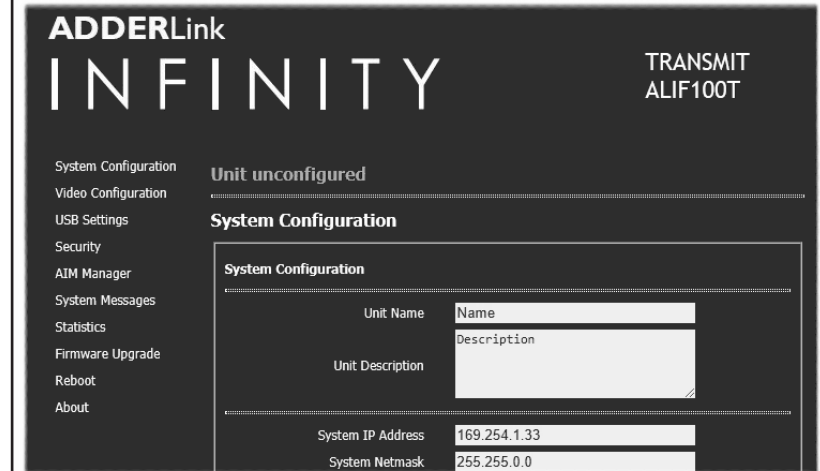 ADDERLink
INFINITY
TRANSMIT
ALIF100T
System Configuration
Video Configuration
USB Settings
Security
AIM Manager
System Messages
Statistics
Firmware Upgrade
Reboot
About
Unit unconfigured
System Configuration
System Configuration
Unit Name Name
Unit Description Description
System IP Address 169.254.1.33
System Netmask 255.255.0.0